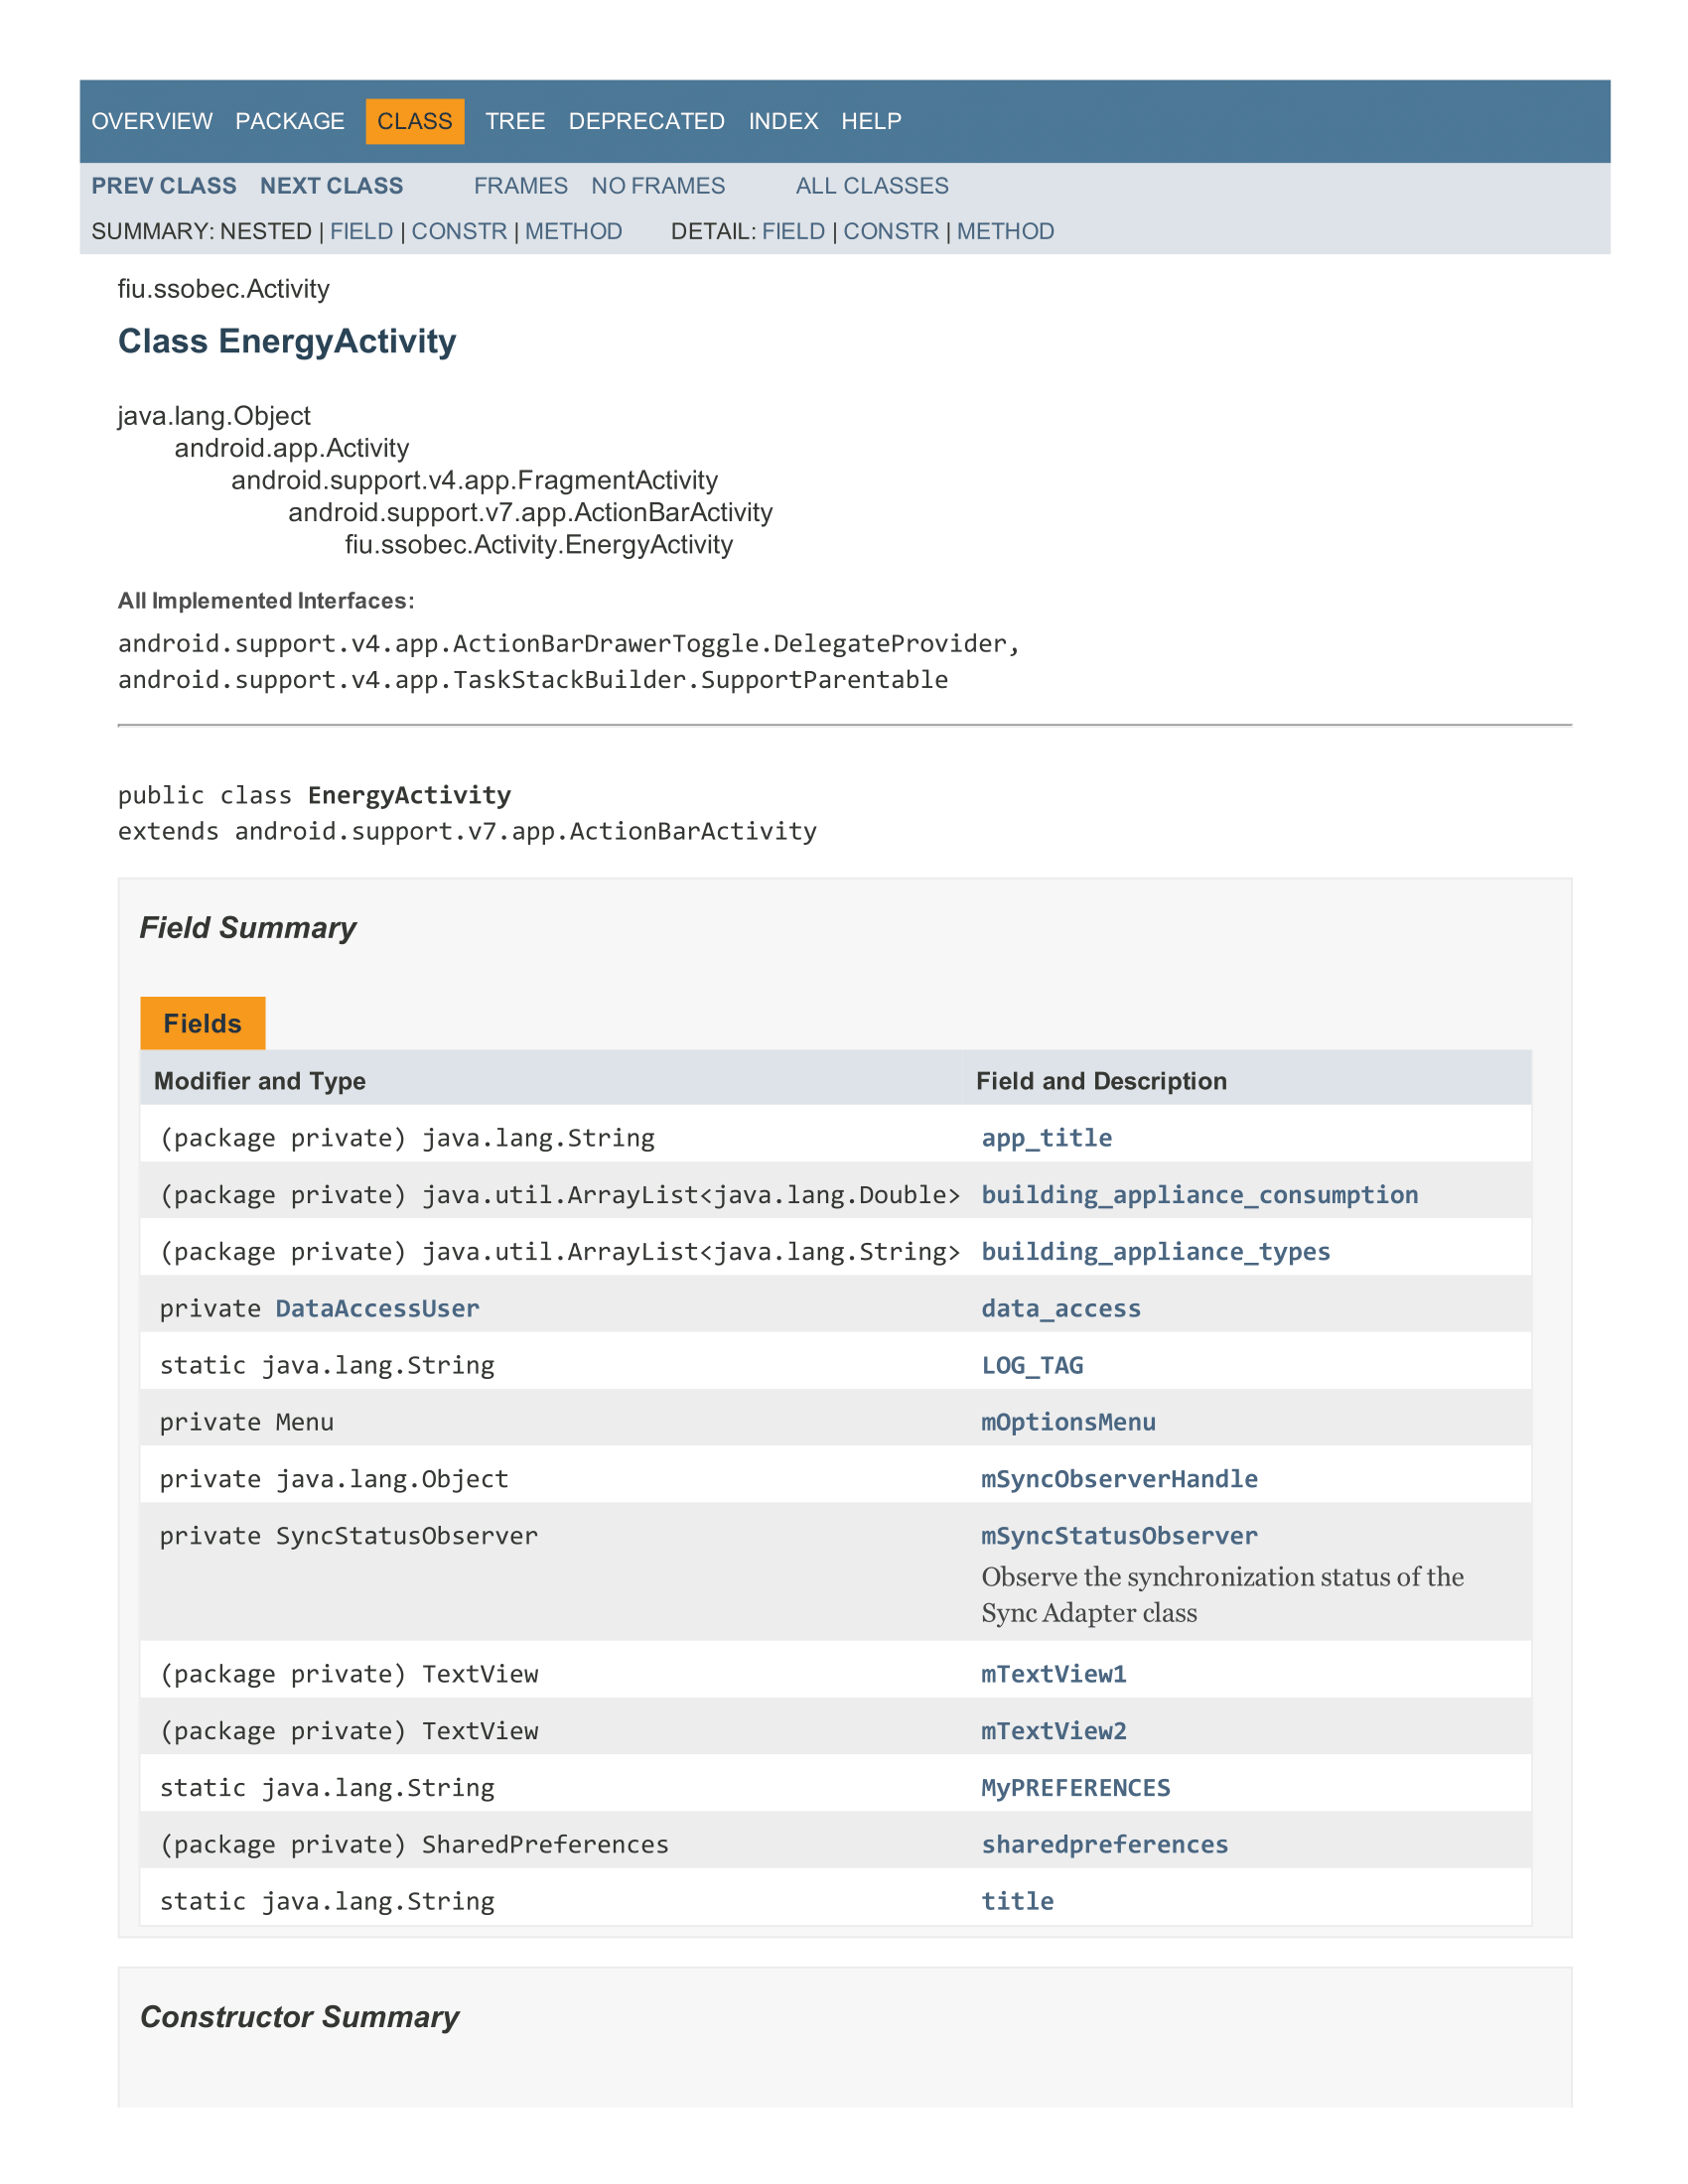 OVERVIEW PACKAGE CLASS TREE DEPRECATED INDEX HELP
PREV CLASS NEXT CLASS FRAMES NO FRAMES ALL CLASSES
SUMMARY: NESTED | FIELD | CONSTR | METHOD DETAIL: FIELD | CONSTR | METHOD
fiu.ssobec.Activity
Class EnergyActivity
java.lang.Object
android.app.Activity
android.support.v4.app.FragmentActivity
android.support.v7.app.ActionBarActivity
fiu.ssobec.Activity.EnergyActivity
All Implemented Interfaces:
android.support.v4.app.ActionBarDrawerToggle.DelegateProvider,
android.support.v4.app.TaskStackBuilder.SupportParentable
public class EnergyActivity
extends android.support.v7.app.ActionBarActivity
Field Summary
Fields
Modifier and Type Field and Description
(package private) java.lang.String app_title
(package private) java.util.ArrayList<java.lang.Double> building_appliance_consumption
(package private) java.util.ArrayList<java.lang.String> building_appliance_types
private DataAccessUser data_access
static java.lang.String LOG_TAG
private Menu mOptionsMenu
private java.lang.Object mSyncObserverHandle
private SyncStatusObserver mSyncStatusObserver
Observe the synchronization status of the
Sync Adapter class
(package private) TextView mTextView1
(package private) TextView mTextView2
static java.lang.String MyPREFERENCES
(package private) SharedPreferences sharedpreferences
static java.lang.String title
Constructor Summary